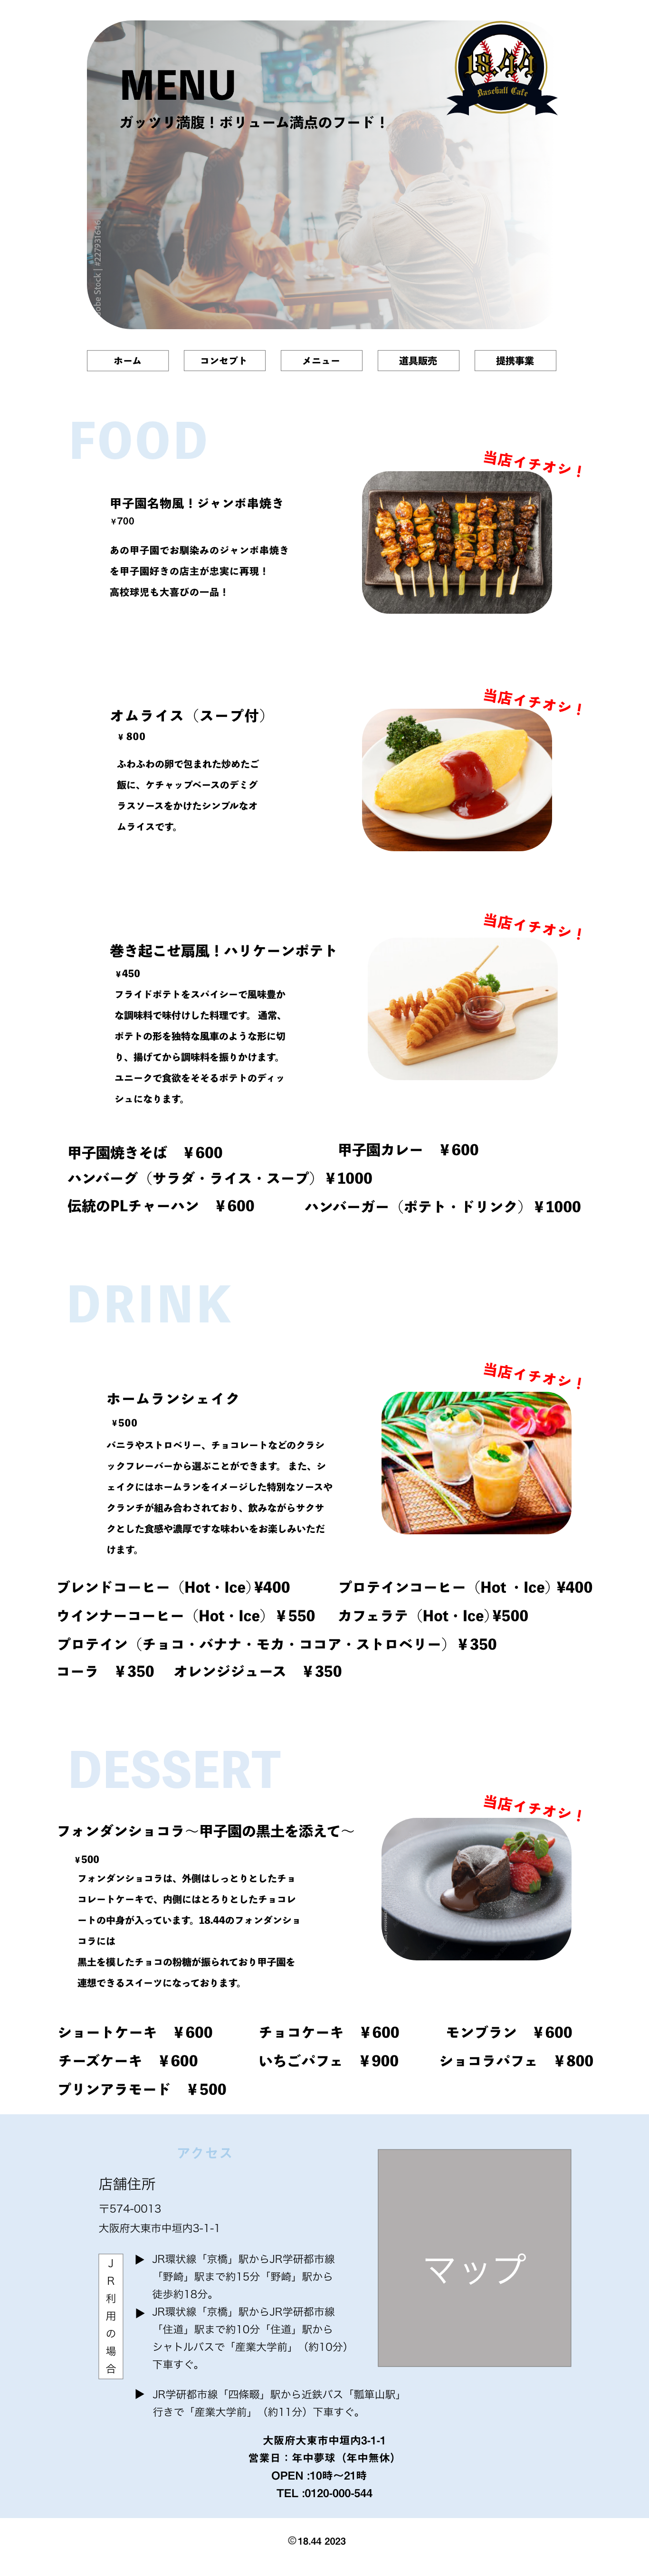 MENU
ガッツリ満腹！ボリューム満点のフード！
18.44
Baseball Cafe
dobe Stock | #227931646
ホーム
コンセプト
メニュー
道具販売
提携事業
FOOD
当店イチオシ！
甲子園名物風！ジャンボ串焼き
¥700
あの甲子園でお馴染みのジャンボ串焼き
を甲子園好きの店主が忠実に再現！
高校球児も大喜びの一品！
当店イチオシ！
オムライス（スープ付）
¥ 800
ふわふわの卵で包まれた炒めたご
飯に、ケチャップベースのデミグ
ラスソースをかけたシンプルなオ
ムライスです。
当店イチオシ！
巻き起こせ扇風！ハリケーンポテト
¥450
フライドポテトをスパイシーで風味豊か
な調味料で味付けした料理です。 通常、
ポテトの形を独特な風車のような形に切
り、揚げてから調味料を振りかけます。
ユニークで食欲をそそるポテトのディッ
シュになります。
甲子園焼きそば　¥600
甲子園カレー　¥600
ハンバーグ（サラダ・ライス・スープ）¥1000
伝統のPLチャーハン　¥600
ハンバーガー（ポテト・ドリンク）¥1000
DRINK
当店イチオシ！
ホームランシェイク
¥500
バニラやストロベリー、チョコレートなどのクラシ
ックフレーバーから選ぶことができます。 また、シ
ェイクにはホームランをイメージした特別なソースや
クランチが組み合わされており、飲みながらサクサ
クとした食感や濃厚ですな味わいをお楽しみいただ
けます。
ブレンドコーヒー（Hot・Ice）¥400
プロテインコーヒー（Hot ・Ice）¥400
ウインナーコーヒー（Hot・Ice）¥550
カフェラテ（Hot・Ice）¥500
プロテイン（チョコ・バナナ・モカ・ココア・ストロベリー）¥350
コーラ　¥350　オレンジジュース　¥350
DESSERT
当店イチオシ！
フォンダンショコラ〜甲子園の黒土を添えて〜
¥500
フォンダンショコラは、外側はしっとりとしたチョ
コレートケーキで、内側にはとろりとしたチョコレ
ートの中身が入っています。18.44のフォンダンショ
コラには
黒土を模したチョコの粉糖が振られており甲子園を
連想できるスイーツになっております。
ショートケーキ　¥600
チョコケーキ　¥600
モンブラン　¥600
チーズケーキ　¥600
いちごパフェ　¥900
ショコラパフェ　¥800
プリンアラモード　¥500
アクセス
店舗住所
〒574-0013
大阪府大東市中垣内3-1-1
マップ
JR利用の場合
▶ JR環状線「京橋」駅からJR学研都市線
「野崎」駅まで約15分「野崎」駅から
徒歩約18分。
▶ JR環状線「京橋」駅からJR学研都市線
「住道」駅まで約10分「住道」駅から
シャトルバスで「産業大学前」（約10分）
下車すぐ。
▶ JR学研都市線「四條畷」駅から近鉄バス「瓢箪山駅」
行きで「産業大学前」（約11分）下車すぐ。
大阪府大東市中垣内3-1-1
営業日：年中夢球（年中無休）
OPEN :10時〜21時
TEL :0120-000-544
©18.44 2023